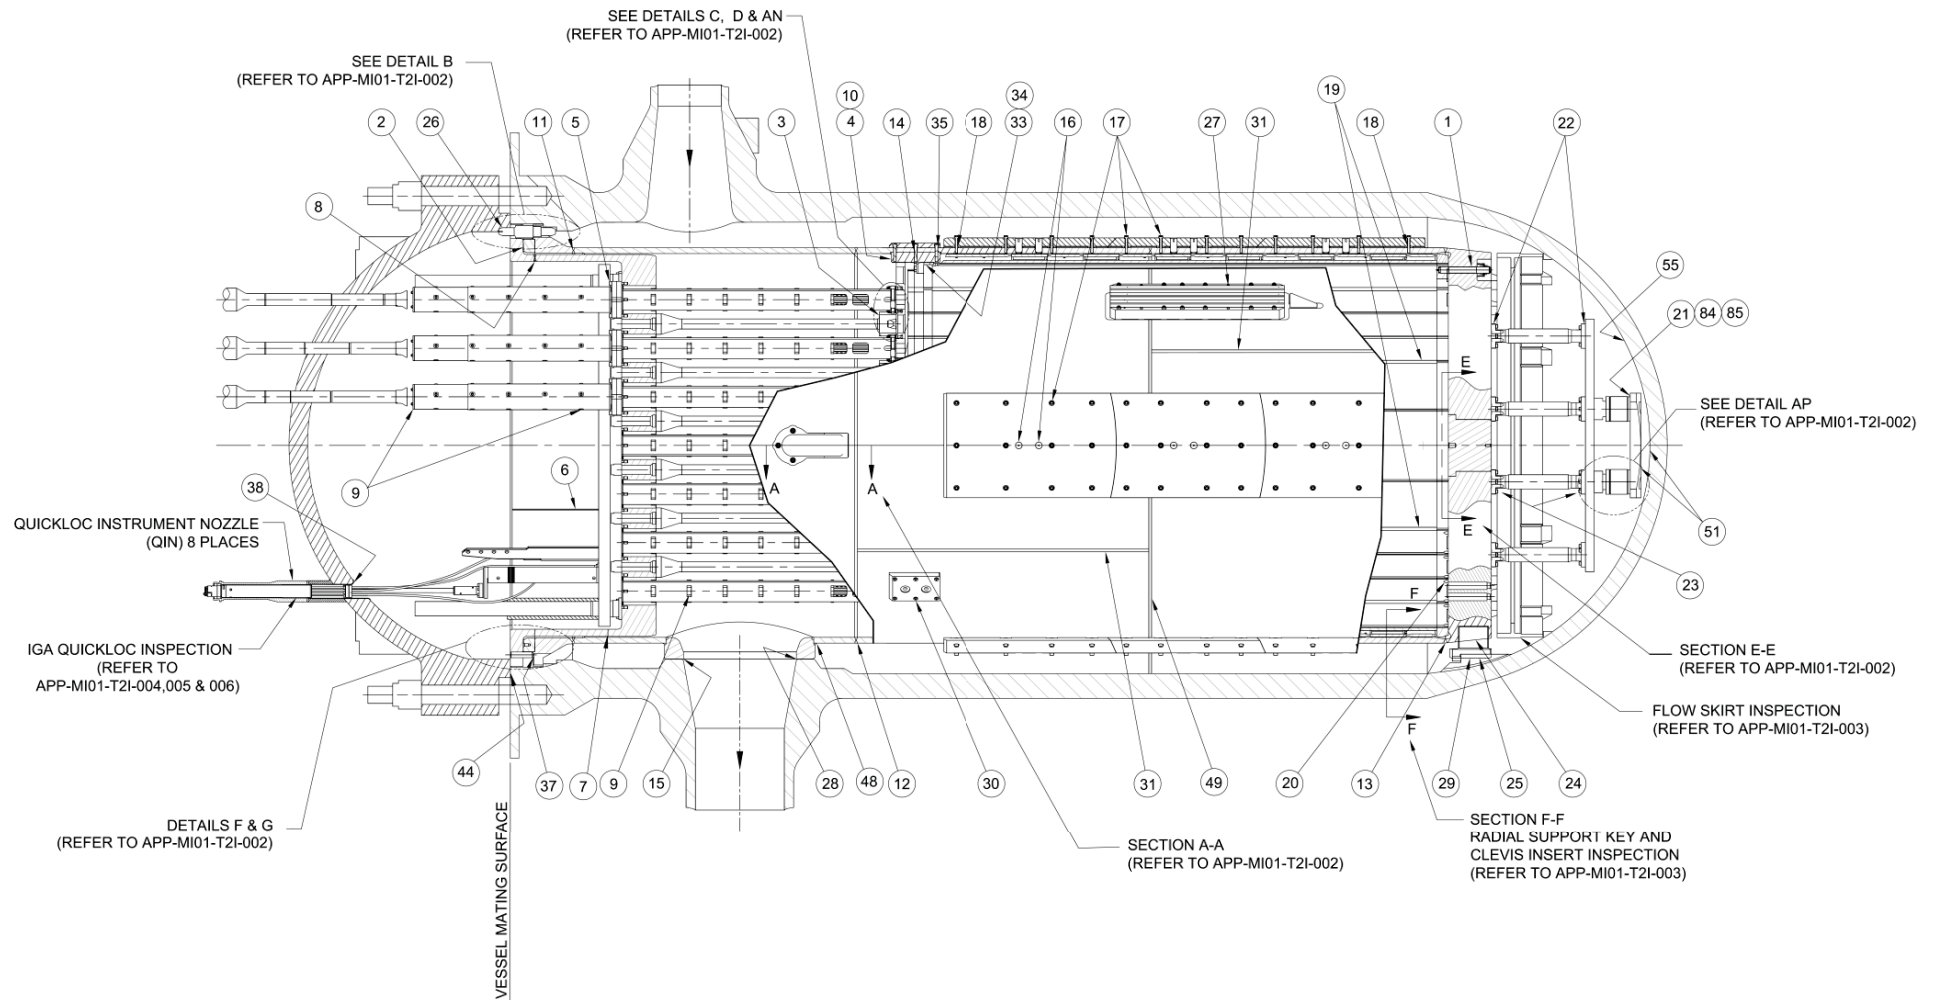 SEE DETAILS C, D & AN
(REFER TO APP-MI01-T2I-002)
SEE DETAIL B
(REFER TO APP-MI01-T2I-002)
10
34
19
2
26
11
5
3
4
14
35
18
33
16
17
27
31
18
1
22
8
55
21
84
85
E
SEE DETAIL AP
(REFER TO APP-MI01-T2I-002)
6
9
38
A
A
QUICKLOC INSTRUMENT NOZZLE
(QIN) 8 PLACES
E
51
23
F
IGA QUICKLOC INSPECTION
(REFER TO
APP-MI01-T2I-004,005 & 006)
SECTION E-E
(REFER TO APP-MI01-T2I-002)
FLOW SKIRT INSPECTION
(REFER TO APP-MI01-T2I-003)
F
44
37
7
9
15
28
48
12
30
31
49
20
13
29
25
24
DETAILS F & G
(REFER TO APP-MI01-T2I-002)
VESSEL MATING SURFACE
SECTION A-A
(REFER TO APP-MI01-T2I-002)
SECTION F-F
RADIAL SUPPORT KEY AND
CLEVIS INSERT INSPECTION
(REFER TO APP-MI01-T2I-003)